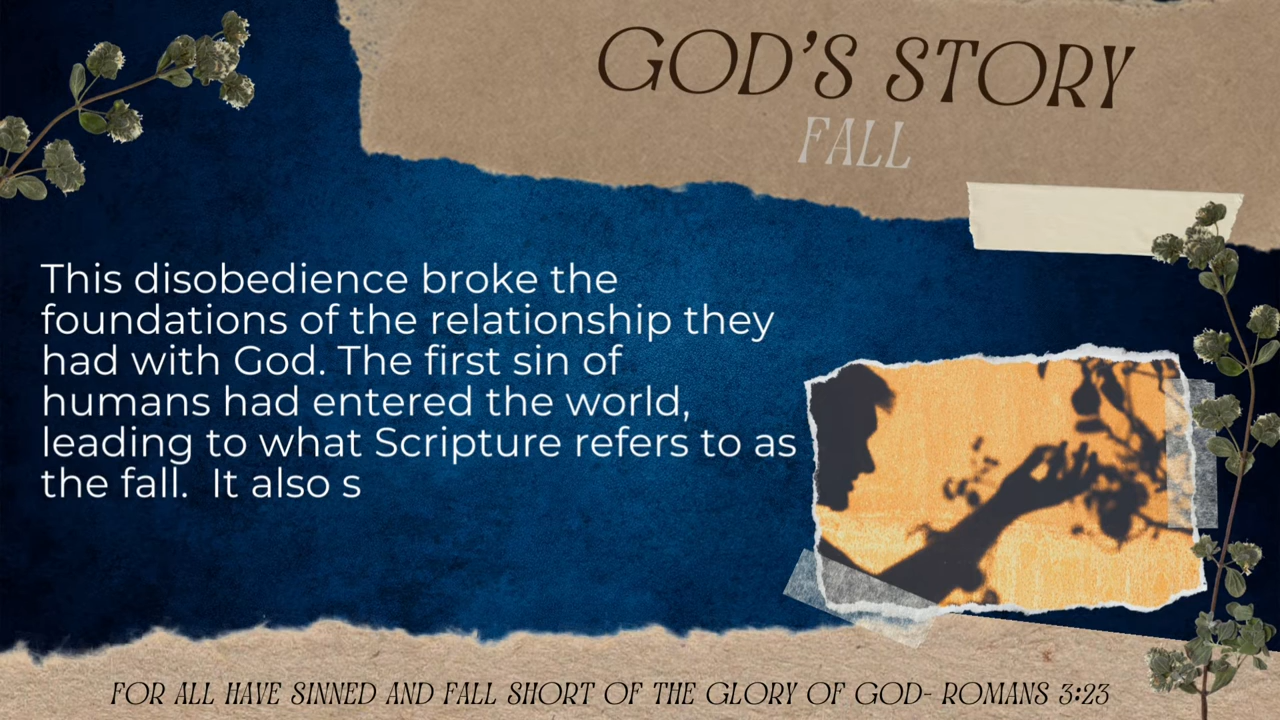 GOD'S STORY
FALL
This disobedience broke the
foundations of the relationship they
had with God. The first sin of
humans had entered the world,
leading to what Scripture refers to as
the fall.  It also s
FOR ALL HAVE SINNED AND FALL SHORT OF THE GLORY OF GOD- ROMANS 3:23